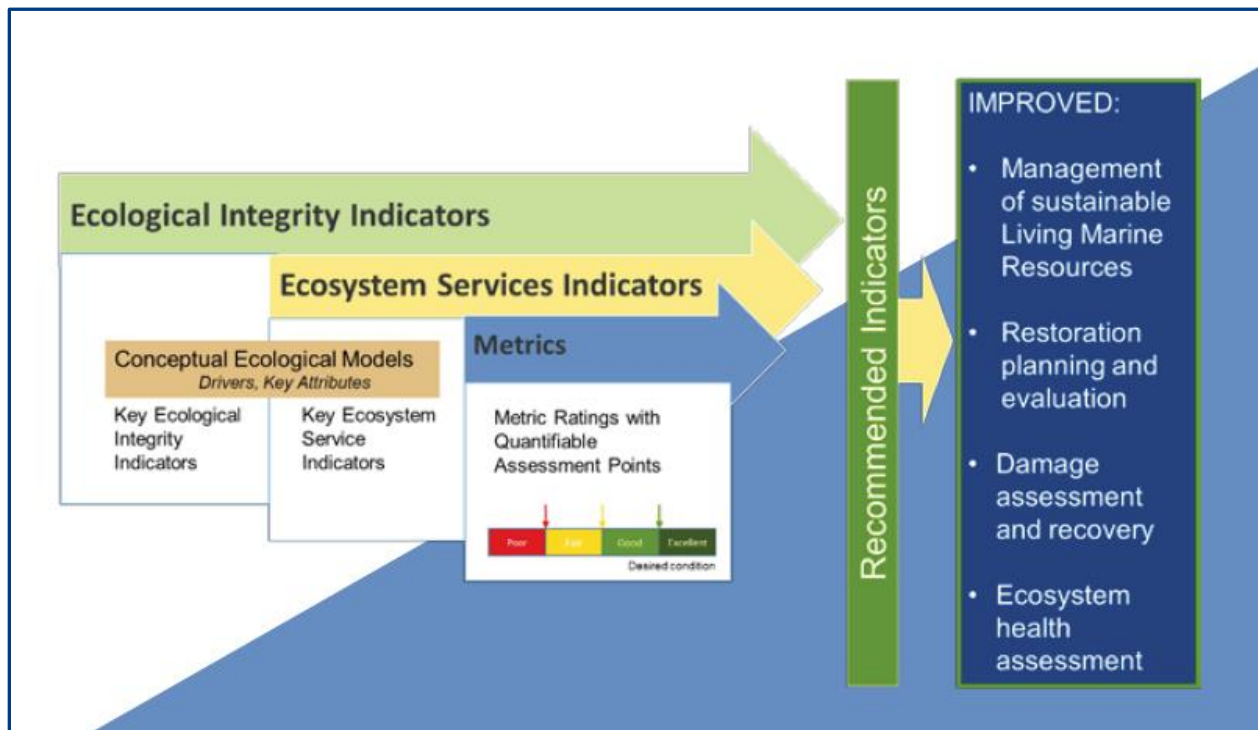 Ecological Integrity Indicators
Ecosystem Services Indicators
Metrics
Conceptual Ecological Models
Drivers, Key Attributes
Key Ecological
Integrity
Indicators
Key Ecosystem
Service
Indicators
Metric Ratings with
Quantifiable
Assessment Points
Poor Fair Good Excellent
Desired condition
Recommended Indicators
IMPROVED:
• Management
of sustainable
Living Marine
Resources
• Restoration
planning and
evaluation
• Damage
assessment
and recovery
• Ecosystem
health
assessment